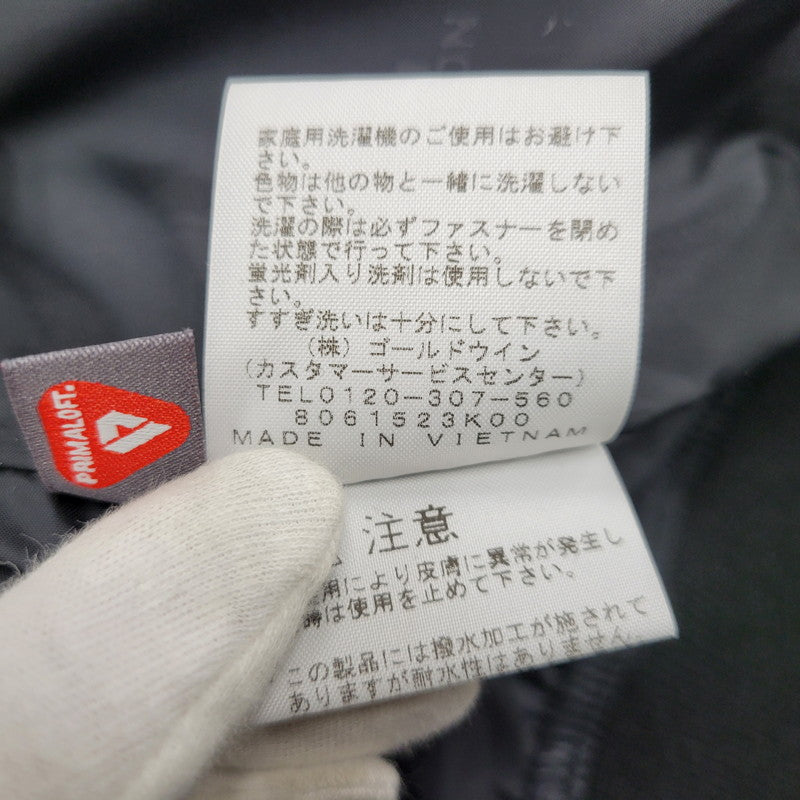 家庭用洗濯機のご使用はお避け下
さい。
色物は他の物と一緒に洗濯しない
で下さい。
洗濯の際は必ずファスナーを閉め
た状態で行って下さい。
蛍光剤入り洗剤は使用しないで下
さい。
すすぎ洗いは十分にして下さい。
(株)ゴールドウイン
(カスタマーサービスセンター)
TEL0120-307-560
8061523K00
MADE IN VIETNAM
PRIMALOFT®
注意
用により皮膚に異常が発生し
時は使用を止めて下さい。
この製品には撥水加工が施されて
ありますが耐水性はありません。